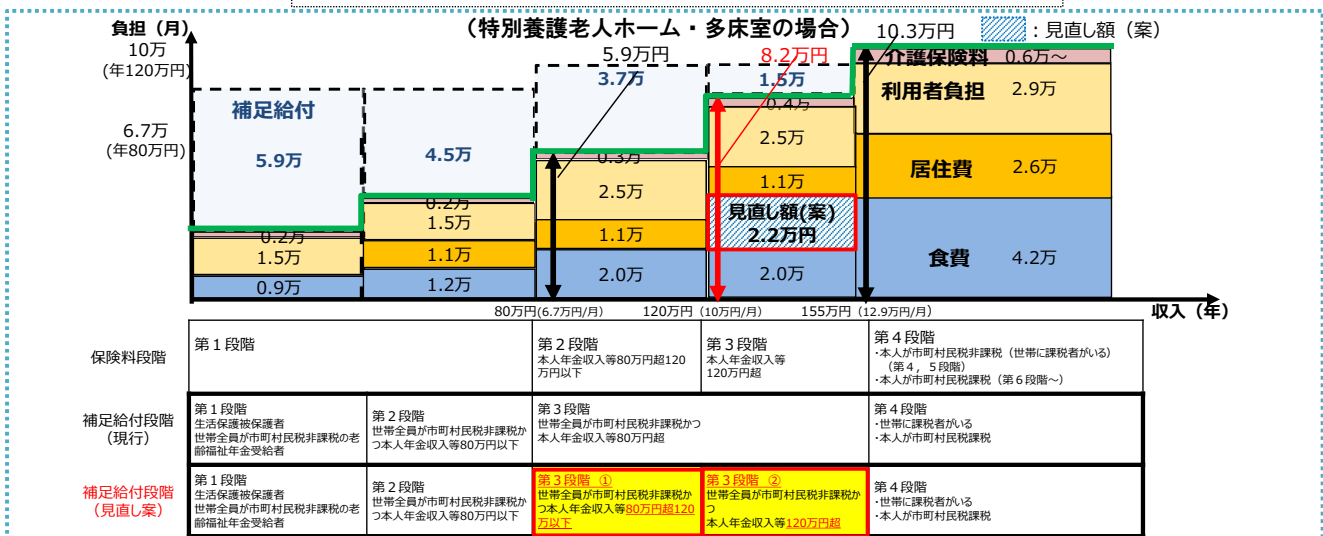 （特別養護老人ホーム・多床室の場合）
：見直し額（案）
負担（月）
10万
(年120万円)
6.7万
(年80万円)
5.9万円
8.2万円
10.3万円
補足給付
5.9万
4.5万
3.7万
1.5万
介護保険料 0.6万～
0.2万
1.5万
0.9万
0.2万
1.5万
1.1万
1.2万
0.3万
2.5万
1.1万
2.0万
0.4万
2.5万
1.1万
見直し額(案)
2.2万円
2.0万
利用者負担 2.9万
居住費 2.6万
食費 4.2万
80万円(6.7万円/月)
120万円（10万円/月）
155万円（12.9万円/月）
収入（年）
保険料段階
第１段階
第２段階
本人年金収入等80万円超120
万円以下
第３段階
本人年金収入等
120万円超
第４段階
・本人が市町村民税非課税（世帯に課税者がいる）
（第４，５段階）
・本人が市町村民税課税（第６段階～）
補足給付段階
（現行）
第１段階
生活保護被保護者
世帯全員が市町村民税非課税の老
齢福祉年金受給者
第２段階
世帯全員が市町村民税非課税か
つ本人年金収入等80万円以下
第３段階
世帯全員が市町村民税非課税かつ
本人年金収入等80万円超
第４段階
・世帯に課税者がいる
・本人が市町村民税課税
補足給付段階
（見直し案）
第１段階
生活保護被保護者
世帯全員が市町村民税非課税の老
齢福祉年金受給者
第２段階
世帯全員が市町村民税非課税か
つ本人年金収入等80万円以下
第３段階 ①
世帯全員が市町村民税非課税か
つ本人年金収入等80万円超120
万以下
第３段階 ②
世帯全員が市町村民税非課税か
つ
本人年金収入等120万円超
第４段階
・世帯に課税者がいる
・本人が市町村民税課税